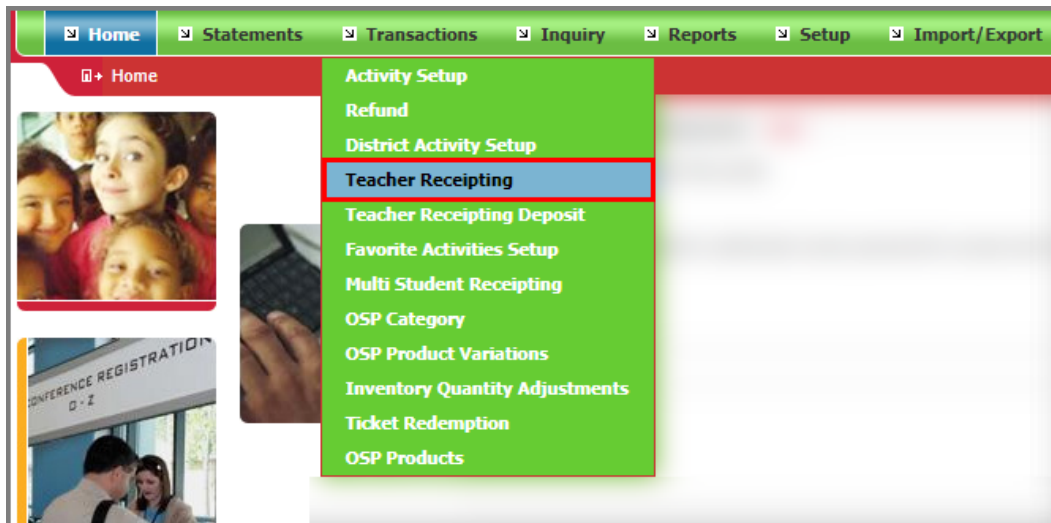 Home Statements Transactions Inquiry Reports Setup Import/Export
Home
Activity Setup
Refund
District Activity Setup
Teacher Receipting
Teacher Receipting Deposit
Favorite Activities Setup
Multi Student Receipting
OSP Category
OSP Product Variations
Inventory Quantity Adjustments
Ticket Redemption
OSP Products
CONFERENCE REGISTRATION
O - Z